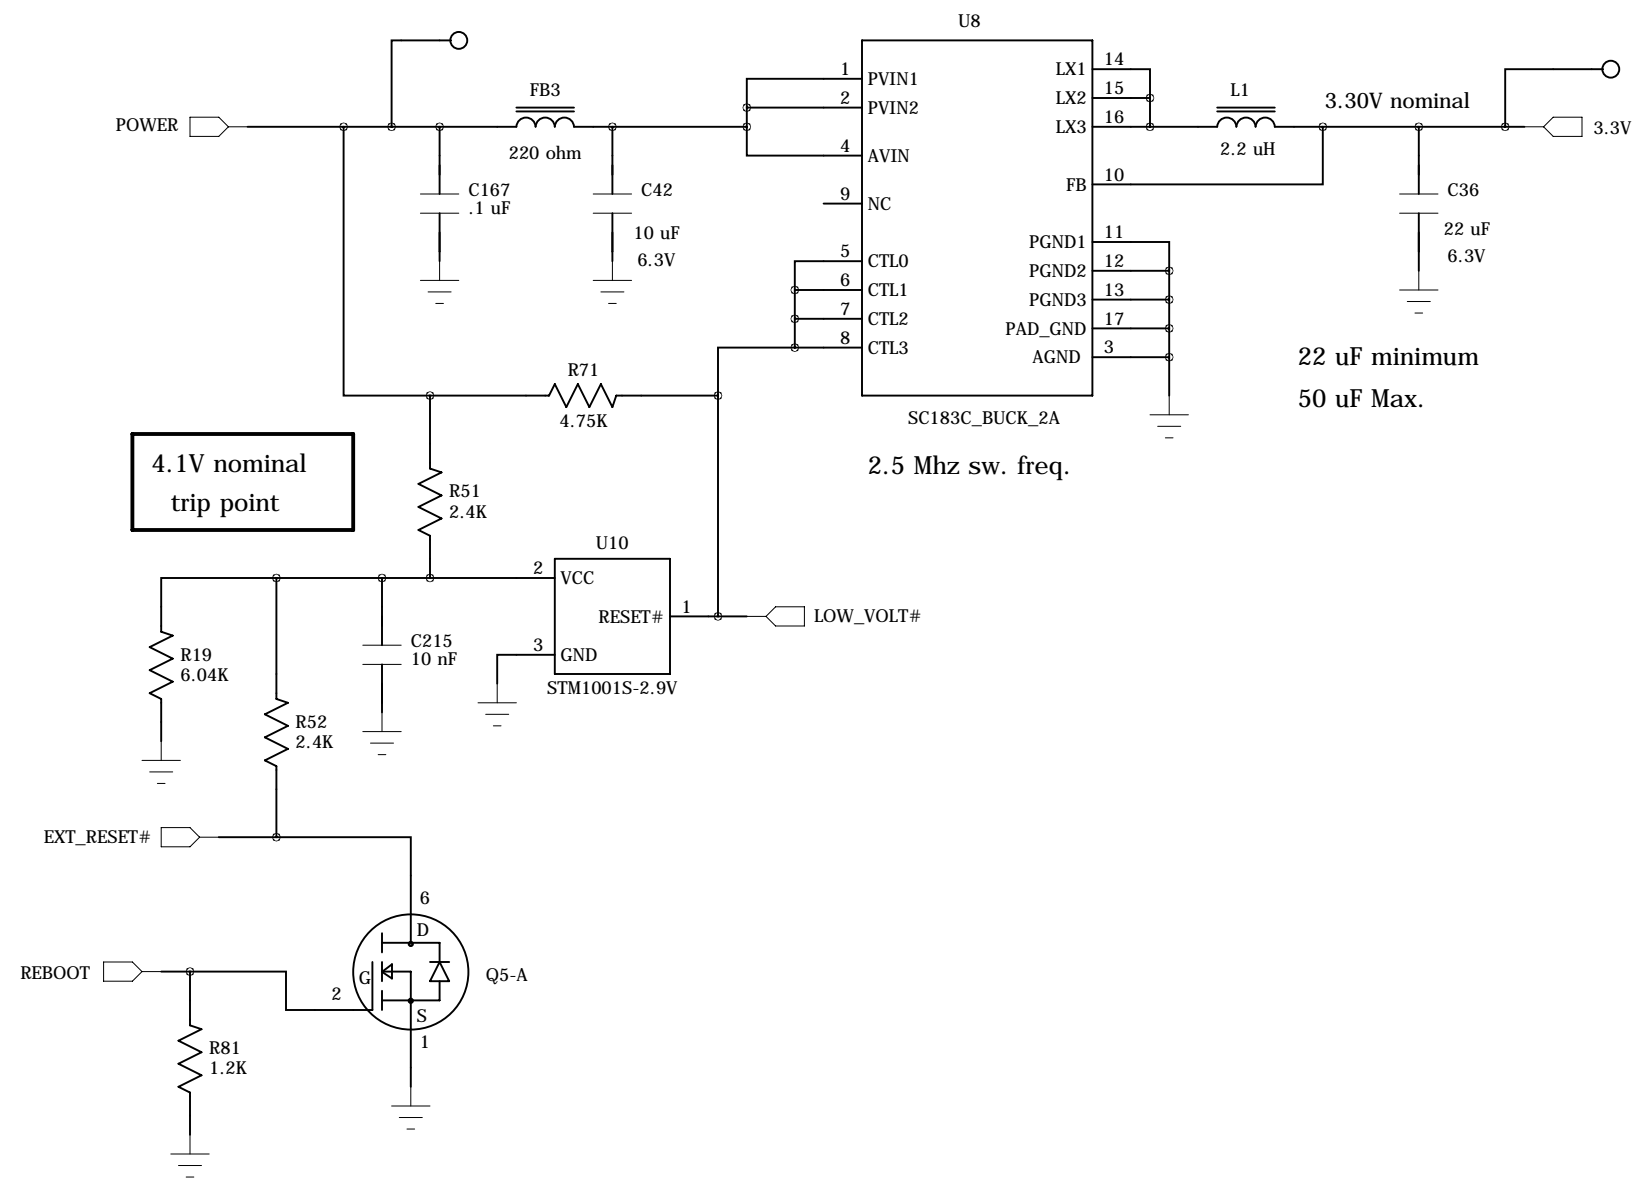 U8
1
PVIN1
2
PVIN2
4
AVIN
9
NC
5
CTL0
6
CTL1
7
CTL2
8
CTL3
LX1
14
LX2
15
LX3
16
FB
10
PGND1
11
PGND2
12
PGND3
13
PAD_GND
17
AGND
3
SC183C_BUCK_2A
2.5 Mhz sw. freq.
POWER
FB3
220 ohm
C167
.1 uF
C42
10 uF
6.3V
L1
2.2 uH
3.30V nominal
3.3V
C36
22 uF
6.3V
22 uF minimum
50 uF Max.
R71
4.75K
4.1V nominal
trip point
R51
2.4K
U10
2
VCC
RESET#
1
3
GND
STM1001S-2.9V
LOW_VOLT#
R19
6.04K
C215
10 nF
R52
2.4K
EXT_RESET#
6
D
G
S
2
1
Q5-A
REBOOT
R81
1.2K